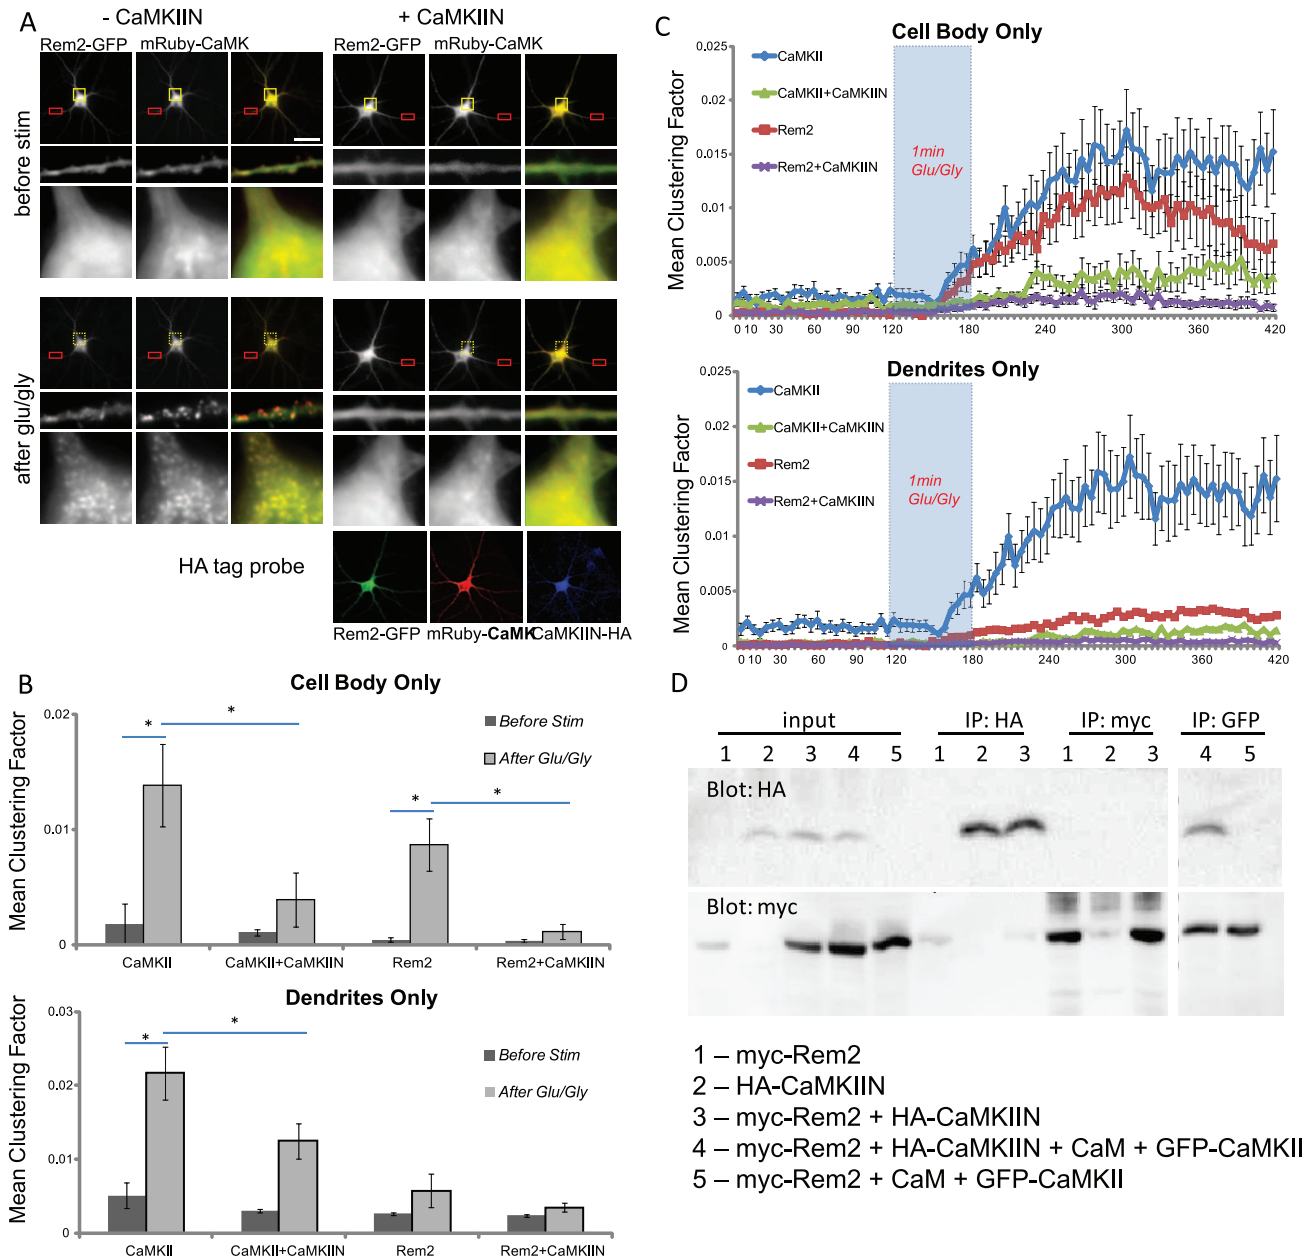 A
- CaMKIIN
+ CaMKIIN
Rem2-GFP
mRuby-CaMK
Rem2-GFP
mRuby-CaMK
before stim
after glu/gly
HA tag probe
Rem2-GFP
mRuby-CaMK
CaMKIIN-HA
B
Cell Body Only
Mean Clustering Factor
0.02
0.01
0
Before Stim
After Glu/Gly
*
*
*
*
CaMKII
CaMKII+CaMKIIN
Rem2
Rem2+CaMKIIN
Dendrites Only
Mean Clustering Factor
0.03
0.02
0.01
0
Before Stim
After Glu/Gly
*
*
CaMKII
CaMKII+CaMKIIN
Rem2
Rem2+CaMKIIN
C
Cell Body Only
Mean Clustering Factor
0.025
0.02
0.015
0.01
0.005
0
CaMKII
CaMKII+CaMKIIN
Rem2
Rem2+CaMKIIN
1min
Glu/Gly
0 10 30 60 90 120 180 240 300 360 420
Dendrites Only
Mean Clustering Factor
0.025
0.02
0.015
0.01
0.005
0
CaMKII
CaMKII+CaMKIIN
Rem2
Rem2+CaMKIIN
1min
Glu/Gly
0 10 30 60 90 120 180 240 300 360 420
D
input
IP: HA
IP: myc
IP: GFP
1 2 3 4 5 1 2 3 1 2 3 4 5
Blot: HA
Blot: myc
1 – myc-Rem2
2 – HA-CaMKIIN
3 – myc-Rem2 + HA-CaMKIIN
4 – myc-Rem2 + HA-CaMKIIN + CaM + GFP-CaMKII
5 – myc-Rem2 + CaM + GFP-CaMKII